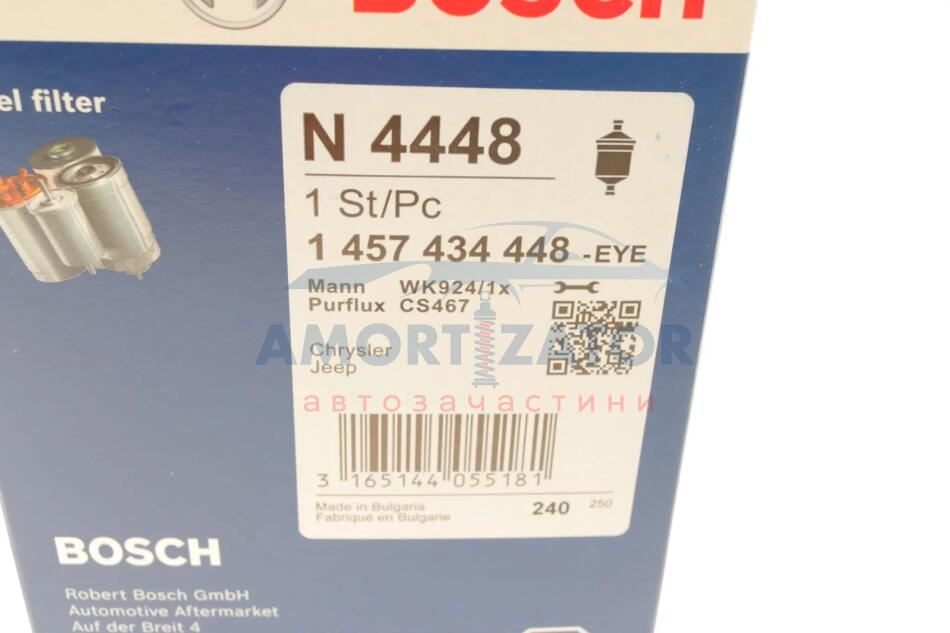 BOSCH
el filter
N 4448
1 St/Pc
1 457 434 448 -EYE
Mann WK924/1x
Purflux CS467
AMORTIZATOR
Chrysler
Jeep
автозачастини
3 165144 055181
Made in Bulgaria 240 250
Fabriqué en Bulgarie
BOSCH
Robert Bosch GmbH
Automotive Aftermarket
Auf der Breit 4